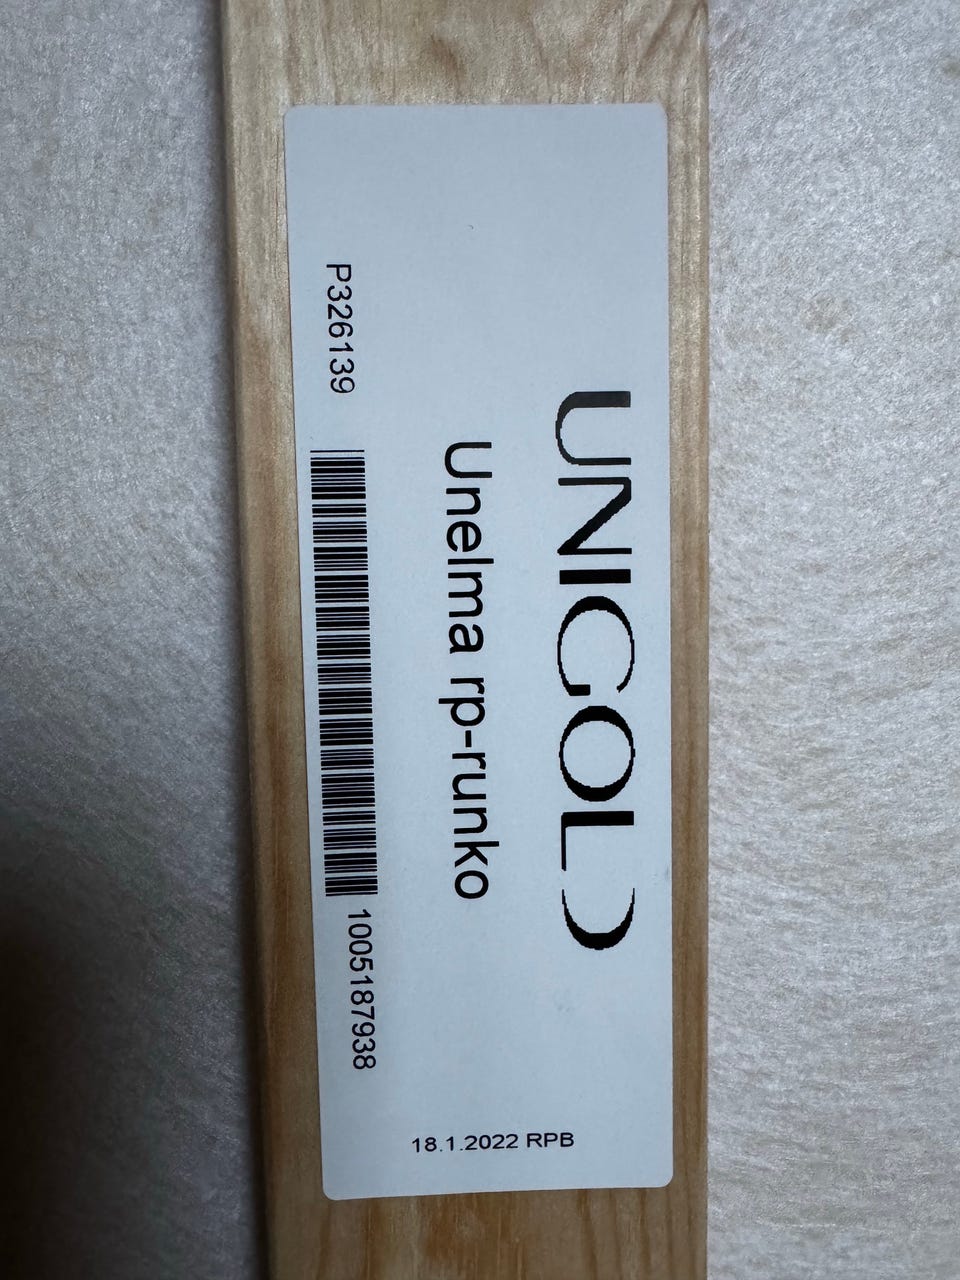 UNIGOLD
Unelma rp-runko
P326139
1005187938
18.1.2022 RPB